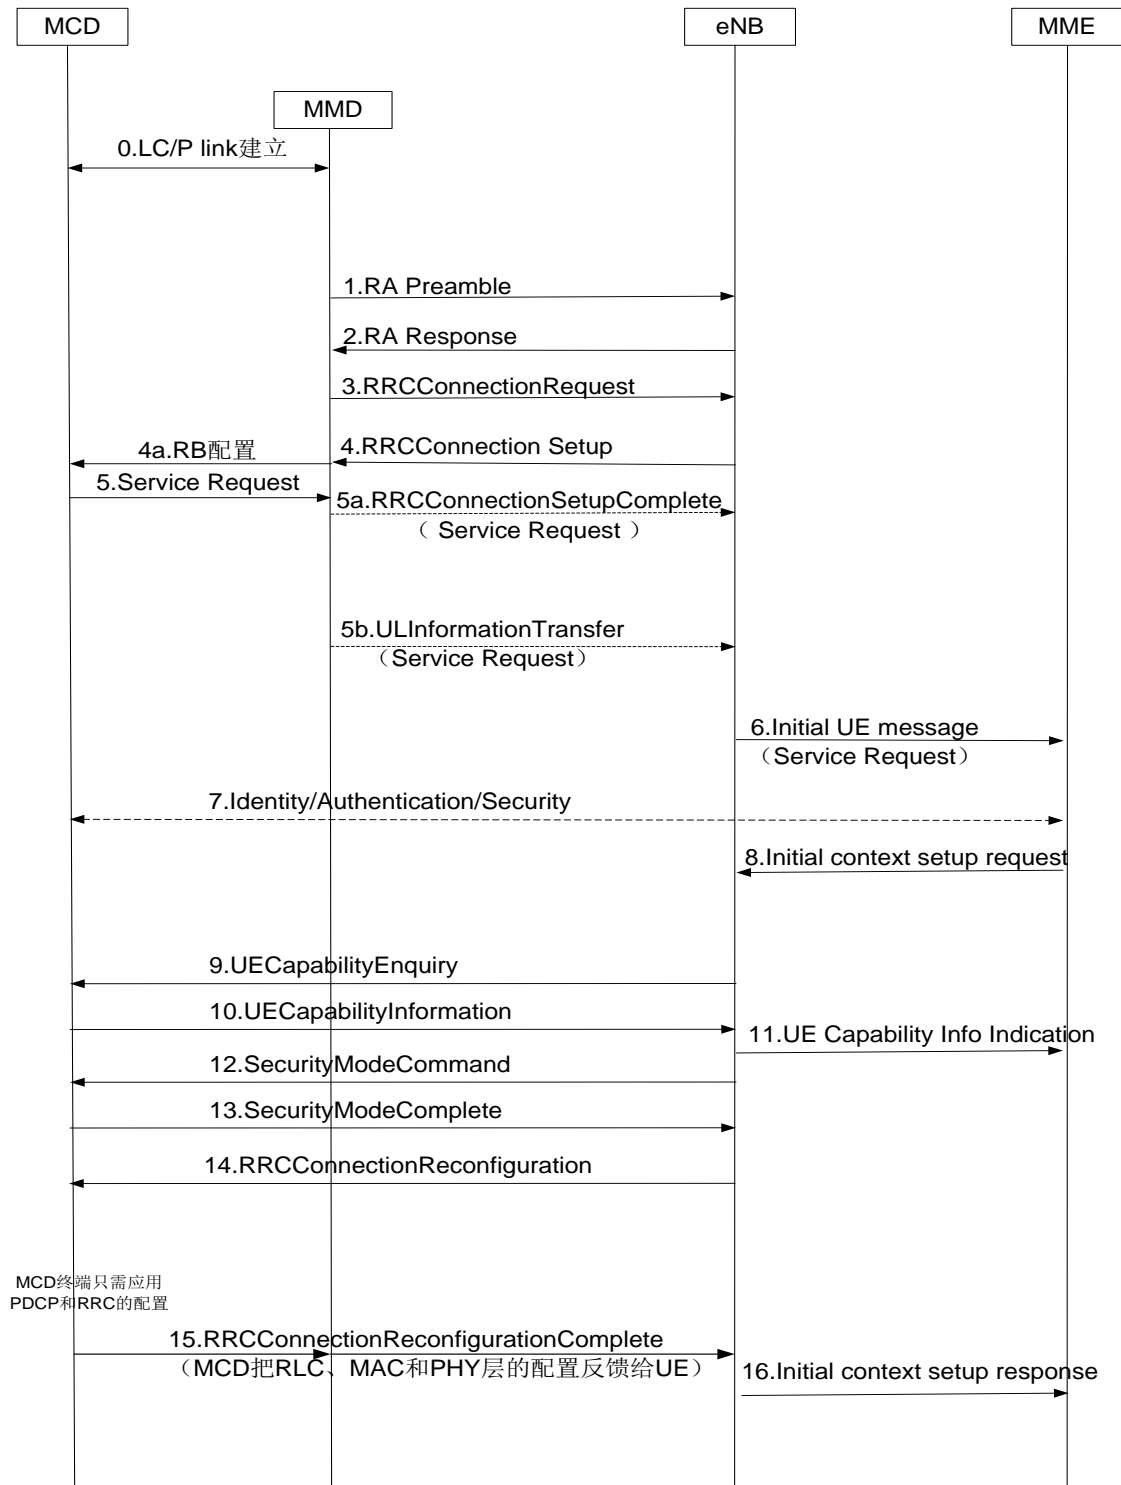 MCD
eNB
MME
MMD
0.LC/P link建立
1.RA Preamble
2.RA Response
3.RRCConnectionRequest
4a.RB配置
4.RRCConnection Setup
5.Service Request
5a.RRCConnectionSetupComplete
（ Service Request ）
5b.ULInformationTransfer
（Service Request）
6.Initial UE message
（Service Request）
7.Identity/Authentication/Security
8.Initial context setup request
9.UECapabilityEnquiry
10.UECapabilityInformation
11.UE Capability Info Indication
12.SecurityModeCommand
13.SecurityModeComplete
14.RRCConnectionReconfiguration
MCD终端只需应用
PDCP和RRC的配置
15.RRCConnectionReconfigurationComplete
（MCD把RLC、MAC和PHY层的配置反馈给UE）
16.Initial context setup response